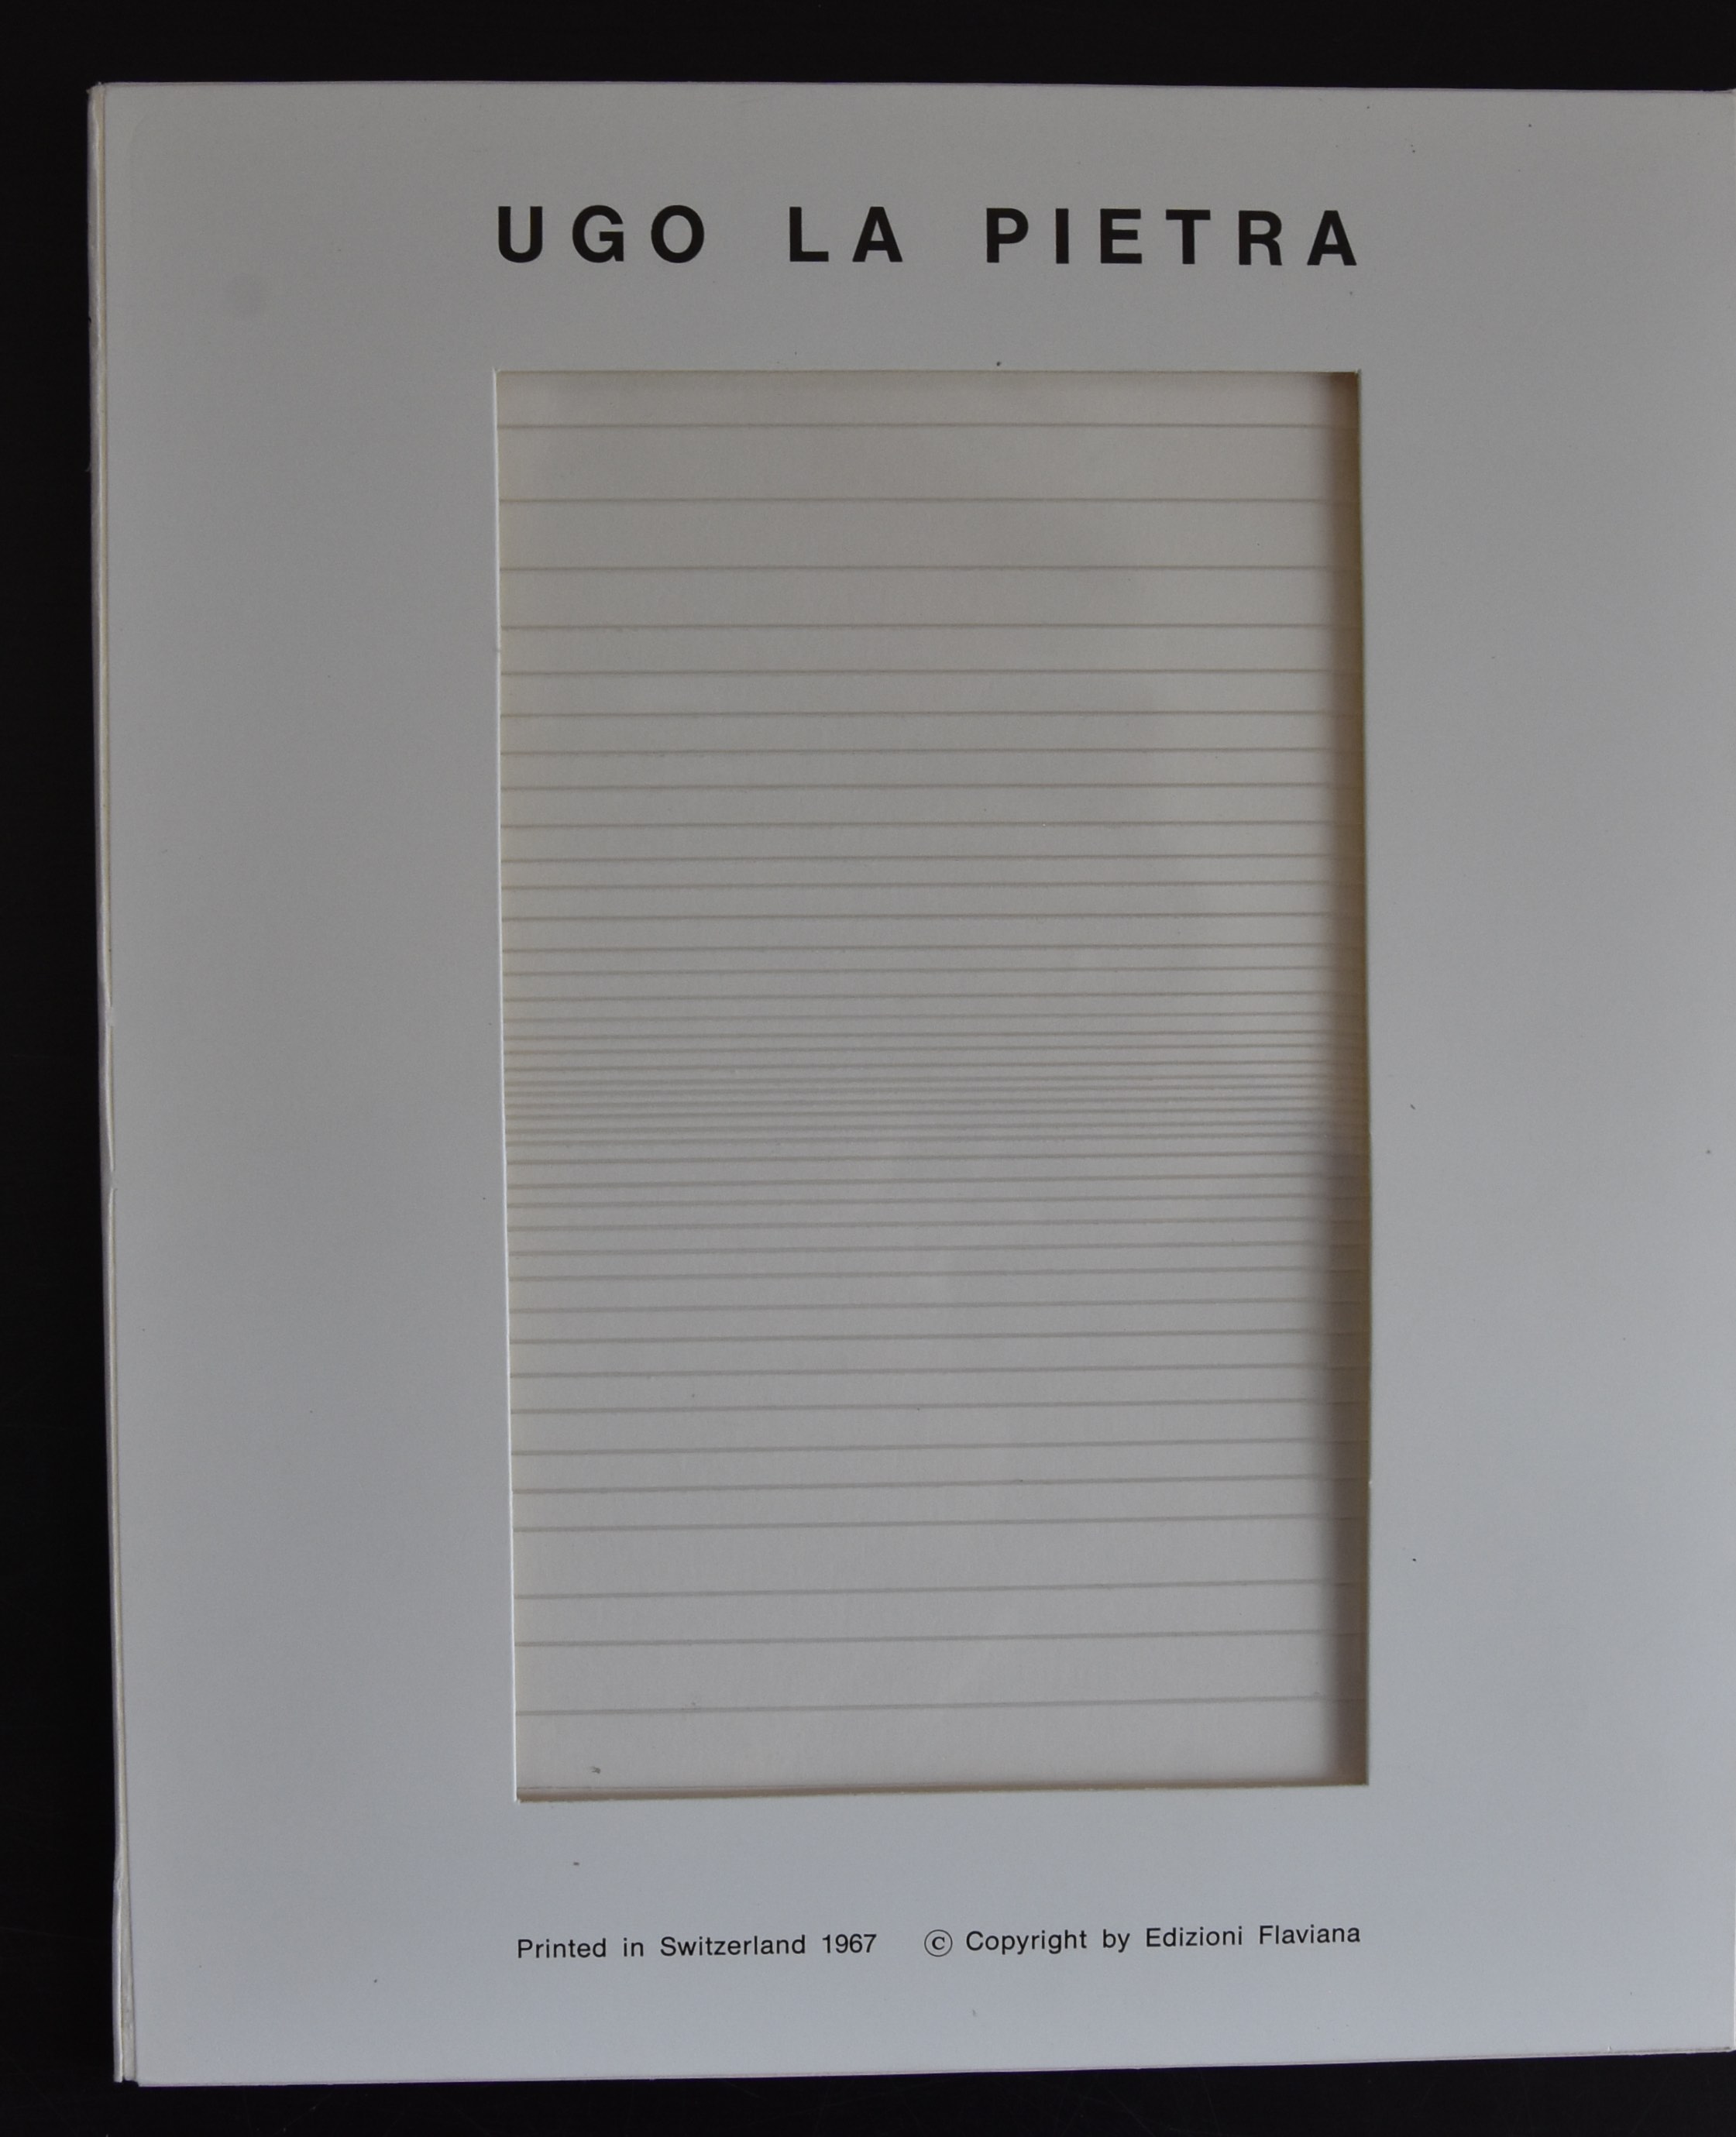 UGO LA PIETRA
Printed in Switzerland 1967 © Copyright by Edizioni Flaviana